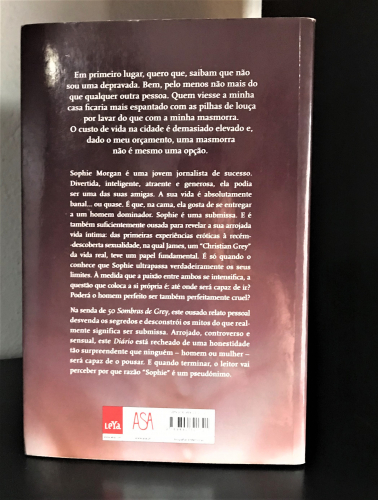 Em primeiro lugar, quero que, saibam que não
sou uma depravada. Bem, pelo menos não mais do
que qualquer outra pessoa. Quem viesse a minha
casa ficaria mais espantado com as pilhas de louça
por lavar do que com a minha masmorra.
O custo de vida na cidade é demasiado elevado e,
dado o meu orçamento, uma masmorra
não é mesmo uma opção.
Sophie Morgan é uma jovem jornalista de sucesso.
Divertida, inteligente, atraente e generosa, ela podia
ser uma das suas amigas. A sua vida é absolutamente
banal... ou quase. É que, na cama, ela gosta de se entregar
a um homem dominador. Sophie é uma submissa. E é
também suficientemente ousada para revelar a sua arrojada
vida íntima: das primeiras experiências eróticas à recém-
-descoberta sexualidade, na qual James, um "Christian Grey"
da vida real, teve um papel fundamental. É só quando o
conhece que Sophie ultrapassa verdadeiramente os seus
limites. À medida que a paixão entre ambos se intensifica, a
questão que coloca a si própria é: até onde será capaz de ir?
Poderá o homem perfeito ser também perfeitamente cruel?
Na senda de 50 Sombras de Grey, este ousado relato pessoal
desvenda os segredos e desconstrói os mitos do que real-
mente significa ser submissa. Arrojado, controverso e
sensual, este Diário está recheado de uma honestidade
tão surpreendente que ninguém – homem ou mulher –
será capaz de o pousar. E quando terminar, o leitor vai
perceber por que razão "Sophie" é um pseudónimo.
LeYa
ASA